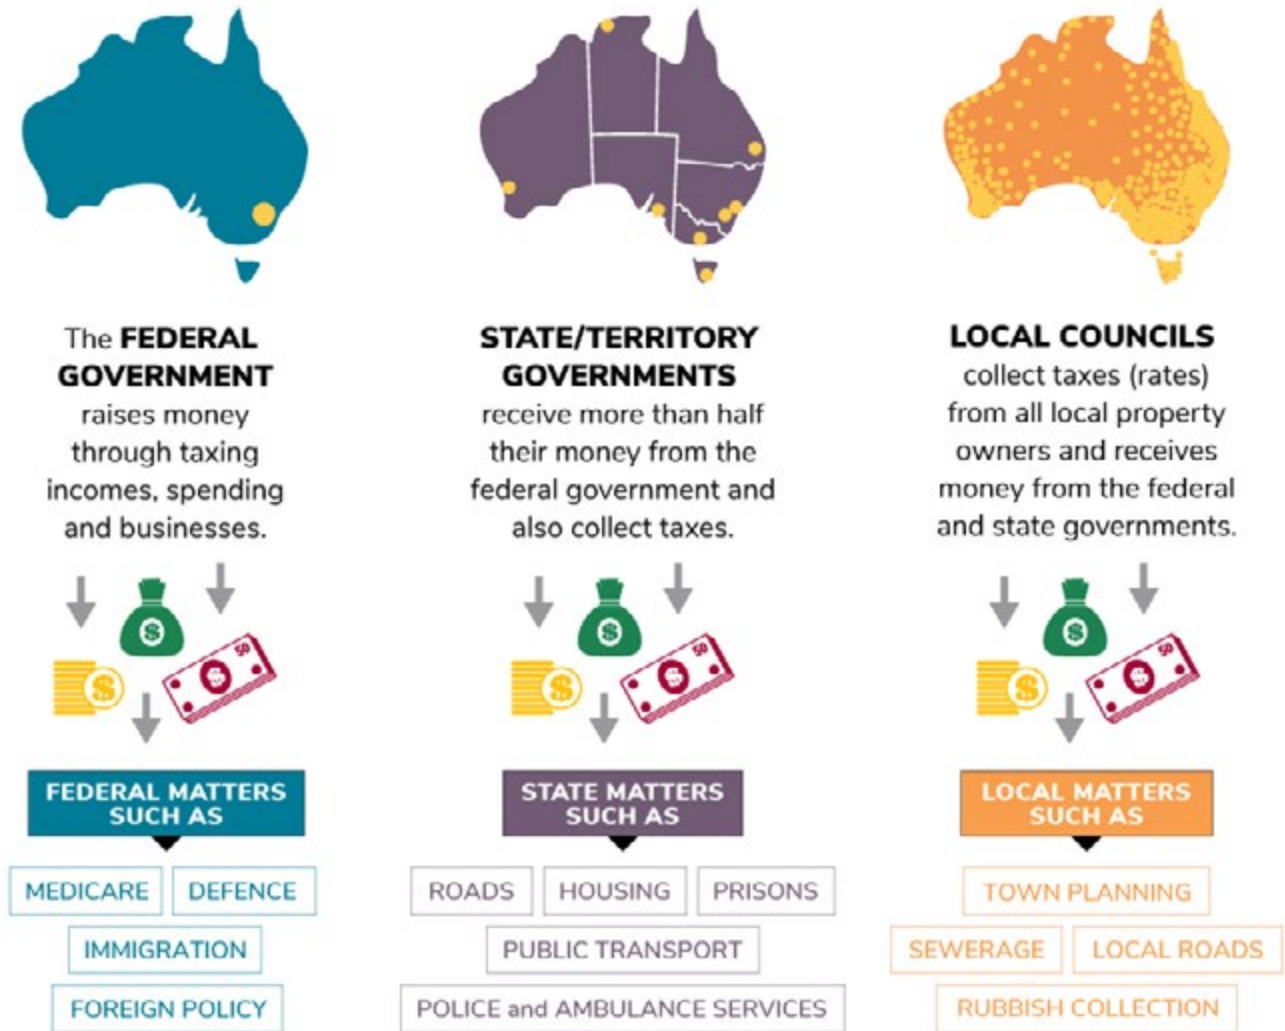 The FEDERAL
GOVERNMENT
raises money
through taxing
incomes, spending
and businesses.
$
$
$
50
FEDERAL MATTERS
SUCH AS
MEDICARE
DEFENCE
IMMIGRATION
FOREIGN POLICY
STATE/TERRITORY
GOVERNMENTS
receive more than half
their money from the
federal government and
also collect taxes.
$
$
$
50
STATE MATTERS
SUCH AS
ROADS
HOUSING
PRISONS
PUBLIC TRANSPORT
POLICE and AMBULANCE SERVICES
LOCAL COUNCILS
collect taxes (rates)
from all local property
owners and receives
money from the federal
and state governments.
$
$
$
50
LOCAL MATTERS
SUCH AS
TOWN PLANNING
SEWERAGE
LOCAL ROADS
RUBBISH COLLECTION